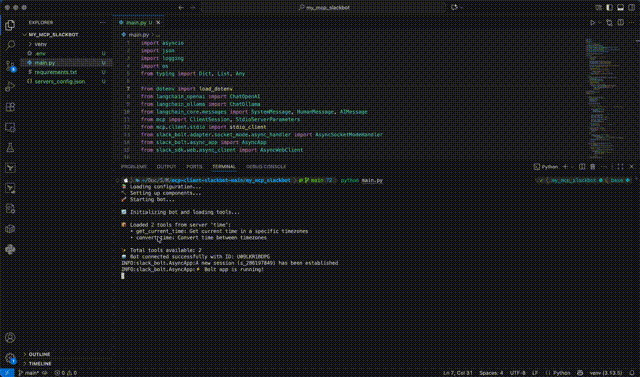 my_mcp_slackbot
EXPLORER
MY_MCP_SLACKBOT
venv
.env U
main.py U
requirements.txt U
servers_config.json U
main.py U
main.py > ...
1 import asyncio
2 import json
3 import logging
4 import os
5 from typing import Dict, List, Any
6
7 from dotenv import load_dotenv
8 from langchain_openai import ChatOpenAI
9 from langchain_ollama import ChatOllama
10 from langchain_core.messages import SystemMessage, HumanMessage, AIMessage
11 from mcp import ClientSession, StdioServerParameters
12 from mcp.client.stdio import stdio_client
13 from slack_bolt.adapter.socket_mode.async_handler import AsyncSocketModeHandler
14 from slack_bolt.async_app import AsyncApp
15 from slack_sdk.web.async_client import AsyncWebClient
PROBLEMS OUTPUT PORTS TERMINAL DEBUG CONSOLE
Python
main ?2 python main.py
my_mcp_slackbot base
Loading configuration...
Setting up components...
Starting bot...
Initializing bot and loading tools...
Loaded 2 tools from server 'time':
• get_current_time: Get current time in a specific timezones
• convert_time: Convert time between timezones
Total tools available: 2
Bot connected successfully with ID:
INFO:slack_bolt.AsyncApp:A new session (s_206197849) has been established
INFO:slack_bolt.AsyncApp:⚡ Bolt app is running!
OUTLINE
TIMELINE
main* 0 0 Ln 7, Col 31 Spaces: 4 UTF-8 LF Python venv (3.13.5)